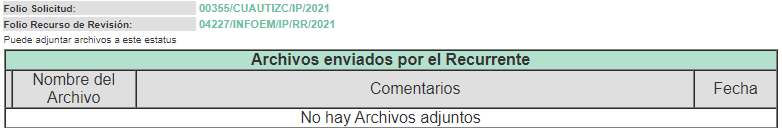 Folio Solicitud: 00355/CUAUTIZC/IP/2021
Folio Recurso de Revisión: 04227/INFOEM/IP/RR/2021
Puede adjuntar archivos a este estatus
Archivos enviados por el Recurrente
Nombre del Archivo Comentarios Fecha
No hay Archivos adjuntos